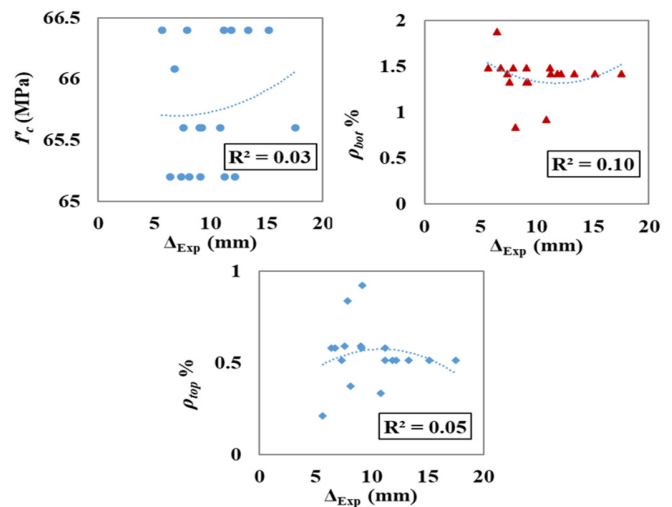 66.5
66
65.5
65
f'c (MPa)
R² = 0.03
0 5 10 15 20
ΔExp (mm)
2
1.5
1
0.5
0
ρbot %
R² = 0.10
0 5 10 15 20
ΔExp (mm)
1
0.5
0
ρtop %
R² = 0.05
0 5 10 15 20
ΔExp (mm)